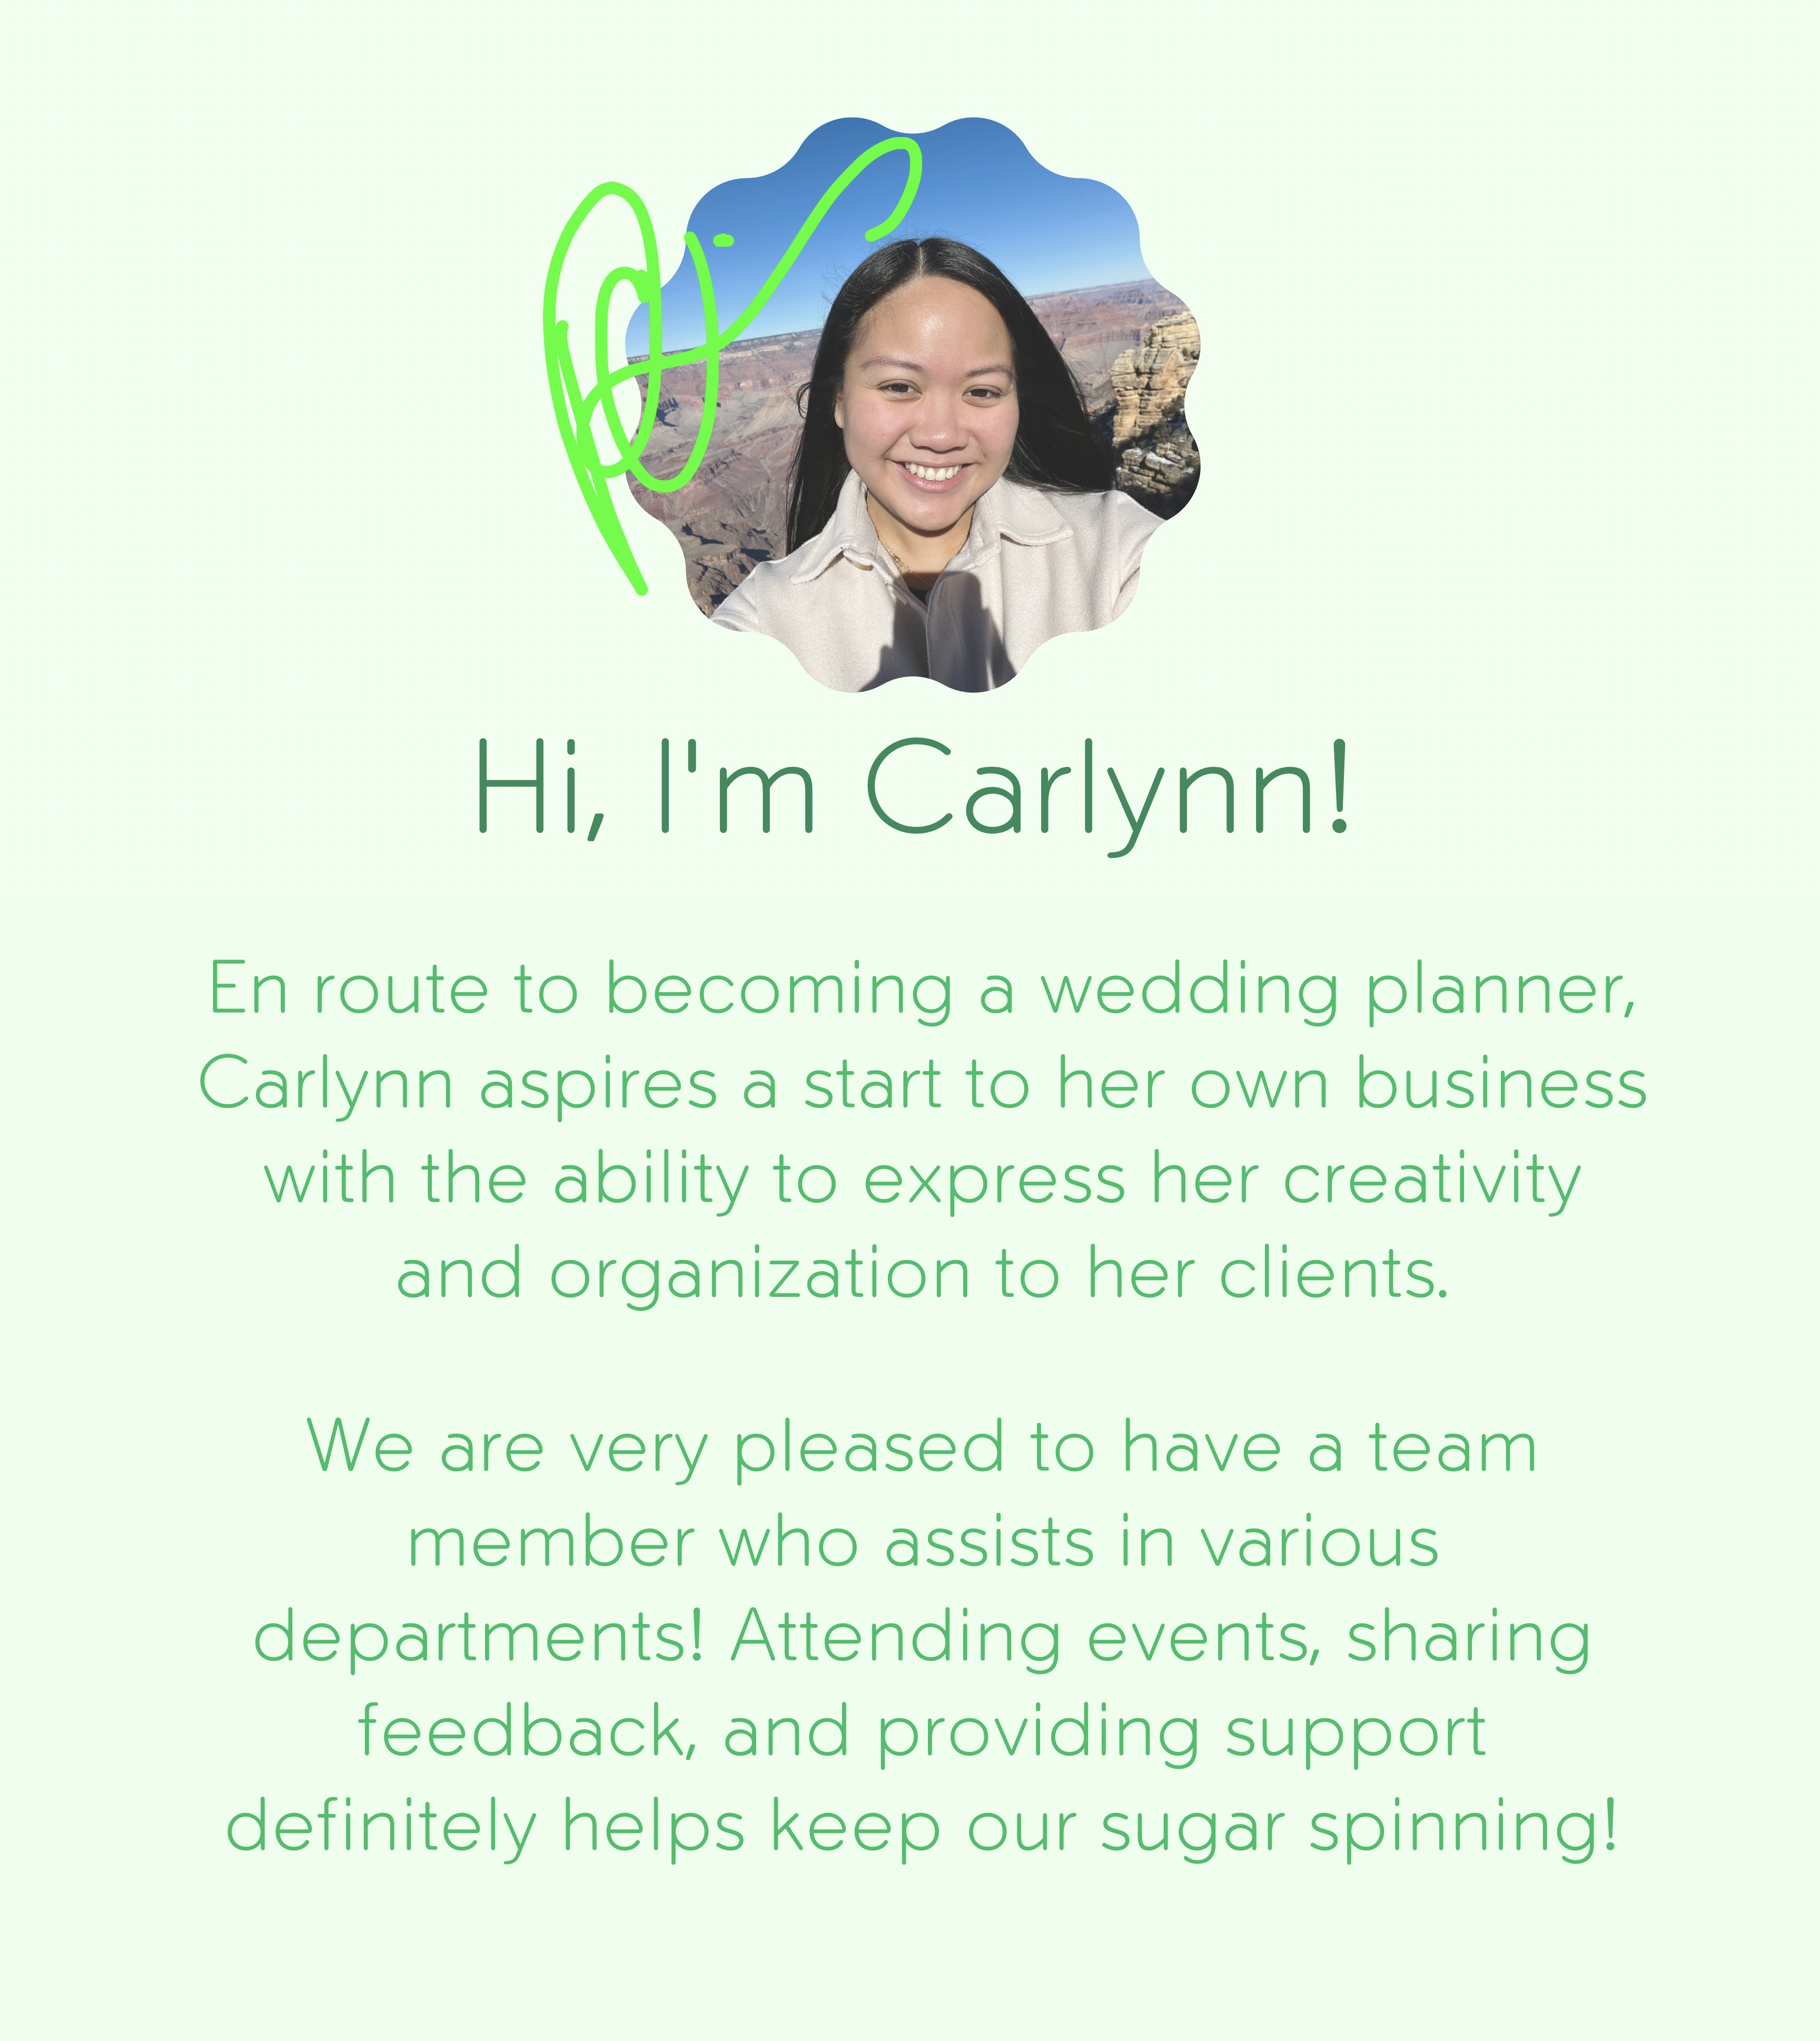 Hi, I'm Carlynn!
En route to becoming a wedding planner,
Carlynn aspires a start to her own business
with the ability to express her creativity
and organization to her clients.
We are very pleased to have a team
member who assists in various
departments! Attending events, sharing
feedback, and providing support
definitely helps keep our sugar spinning!